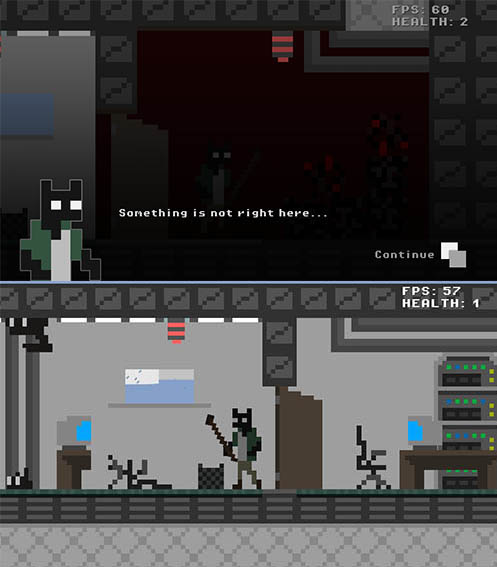 FPS: 60
HEALTH: 2
Something is not right here...
Continue
FPS: 57
HEALTH: 1